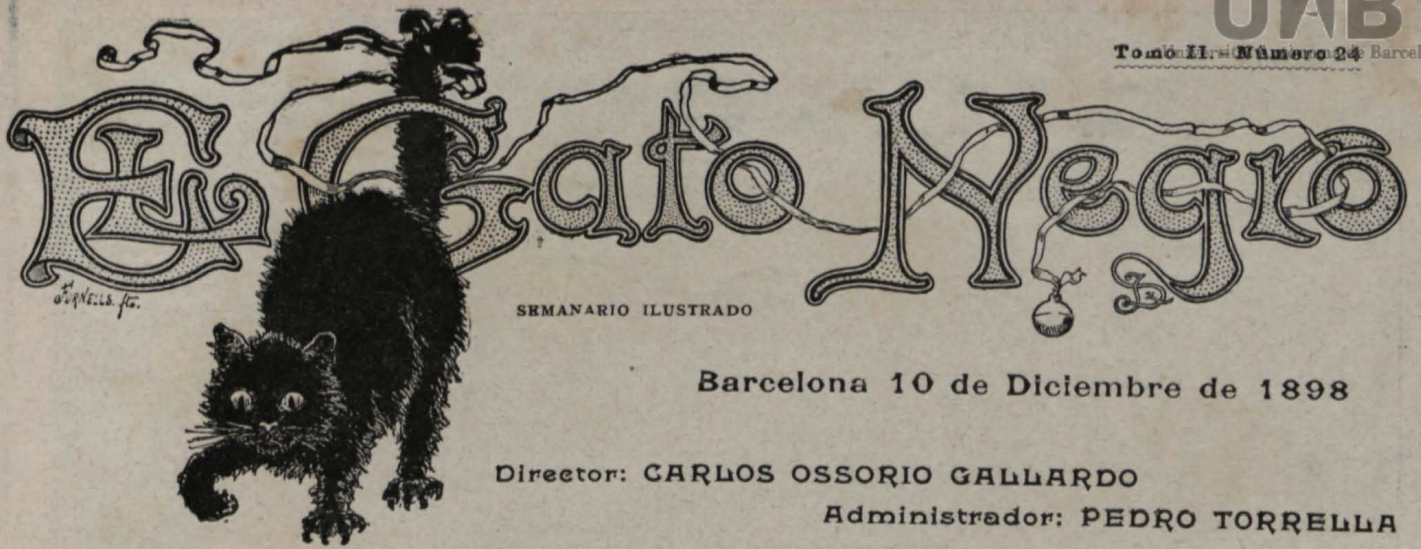 UAB
Tomo II.-Número 24
El Gato Negro
SEMANARIO ILUSTRADO
Barcelona 10 de Diciembre de 1898
Director: CARLOS OSSORIO GALLARDO
Administrador: PEDRO TORRELLA